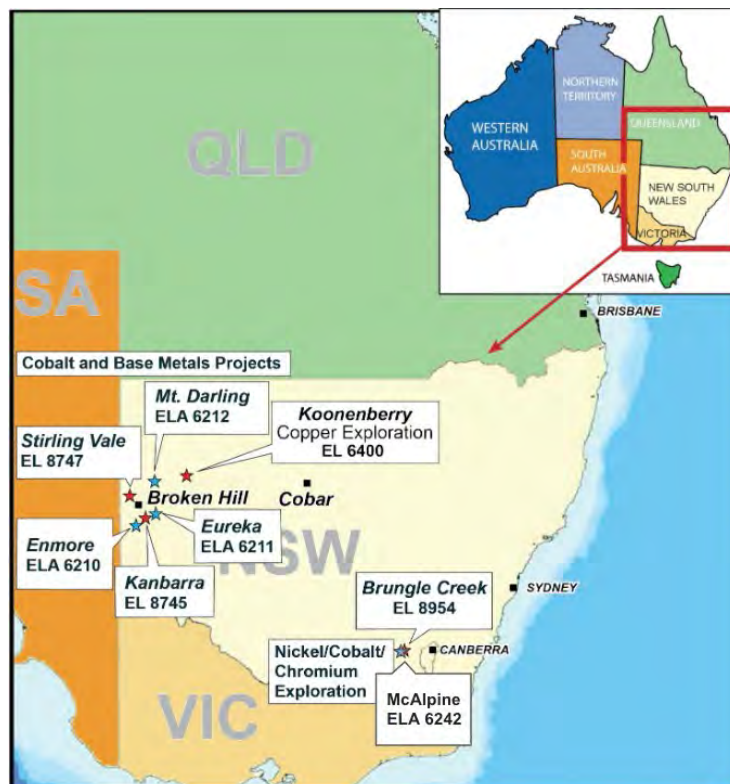 WESTERN
AUSTRALIA
NORTHERN
TERRITORY
SOUTH
AUSTRALIA
QUEENSLAND
NEW SOUTH
WALES
VICTORIA
TASMANIA
QLD
SA
BRISBANE
Cobalt and Base Metals Projects
Mt. Darling
ELA 6212
Koonenberry
Copper Exploration
EL 6400
Stirling Vale
EL 8747
Broken Hill
Cobar
Enmore
ELA 6210
Eureka
ELA 6211
Kanbarra
EL 8745
NSW
Brungle Creek
EL 8954
SYDNEY
Nickel/Cobalt/
Chromium
Exploration
CANBERRA
McAlpine
ELA 6242
VIC